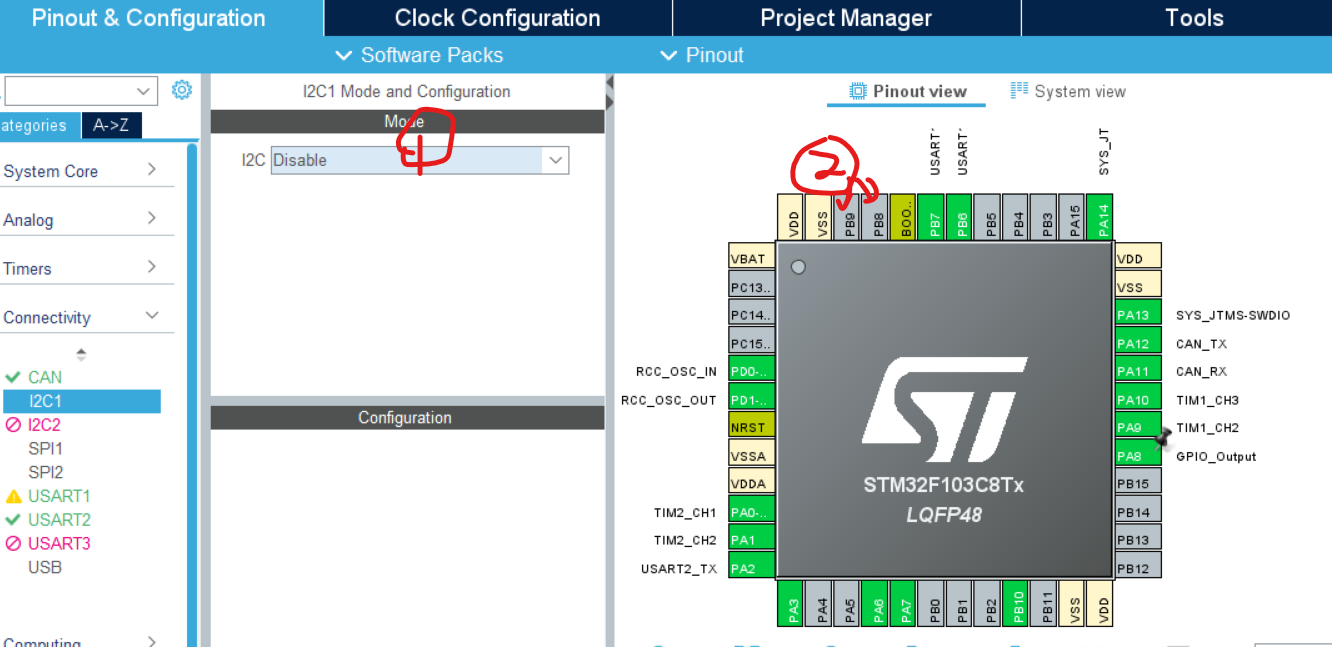 Pinout & Configuration
Clock Configuration
Project Manager
Tools
Software Packs
Pinout
ategories
A->Z
System Core
Analog
Timers
Connectivity
CAN
I2C1
I2C2
SPI1
SPI2
USART1
USART2
USART3
USB
Computing
I2C1 Mode and Configuration
Mode
1
I2C Disable
Configuration
Pinout view
System view
2
USART
USART
SYS_JT
VDD
VSS
PB9
PB8
BOO..
PB7
PB6
PB5
PB4
PB3
PA15
PA14
VBAT
PC13..
PC14..
PC15..
RCC_OSC_IN PD0-..
RCC_OSC_OUT PD1-..
NRST
VSSA
VDDA
TIM2_CH1 PA0-..
TIM2_CH2 PA1
USART2_TX PA2
STM32F103C8Tx
LQFP48
VDD
VSS
PA13 SYS_JTMS-SWDIO
PA12 CAN_TX
PA11 CAN_RX
PA10 TIM1_CH3
PA9 TIM1_CH2
PA8 GPIO_Output
PB15
PB14
PB13
PB12
PA3
PA4
PA5
PA6
PA7
PB0
PB1
PB2
PB10
PB11
VSS
VDD